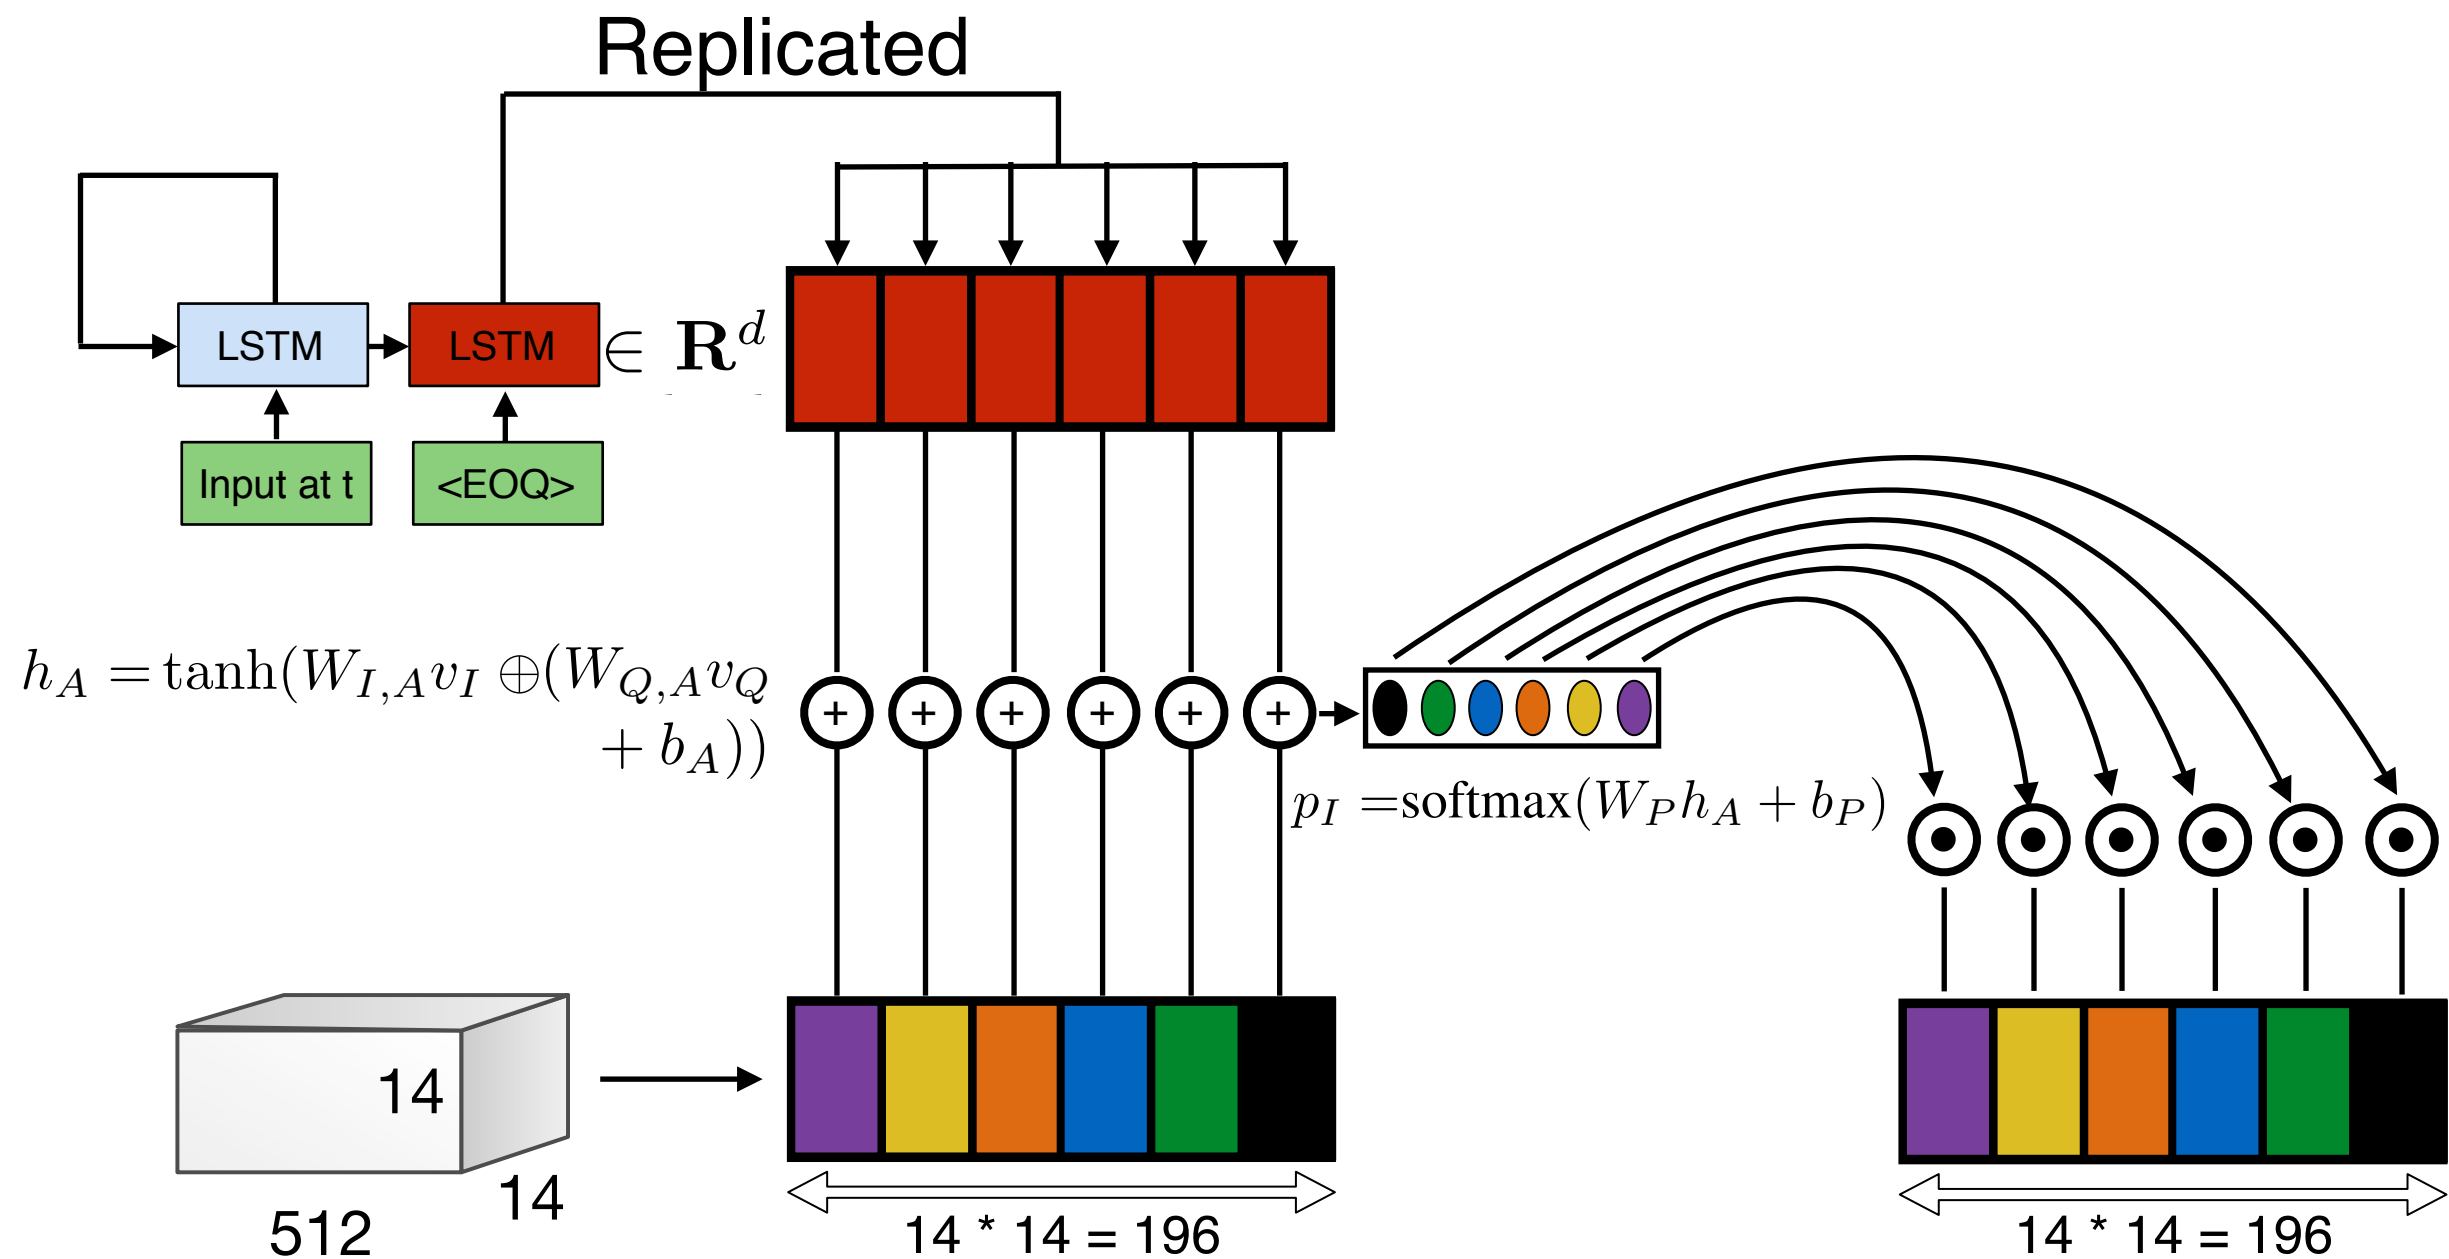 Replicated
LSTM
LSTM
∈ R^d
Input at t
<EOQ>
h_A = tanh(W_{I,A} v_I ⊕ (W_{Q,A} v_Q
+ b_A))
+ + + + + +
p_I = softmax(W_P h_A + b_P)
14
14
512
14 * 14 = 196
14 * 14 = 196